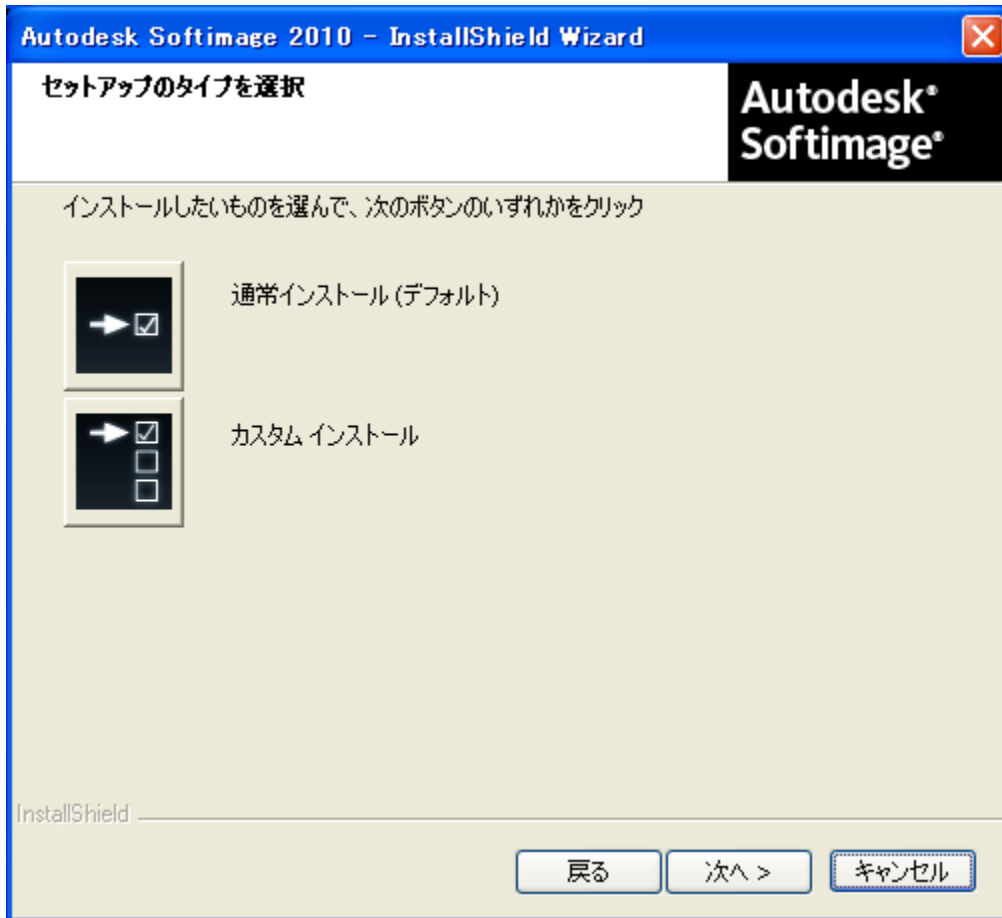 Autodesk Softimage 2010 - InstallShield Wizard
セットアップのタイプを選択
Autodesk®
Softimage®
インストールしたいものを選んで、次のボタンのいずれかをクリック
通常インストール (デフォルト)
カスタム インストール
InstallShield
戻る
次へ >
キャンセル